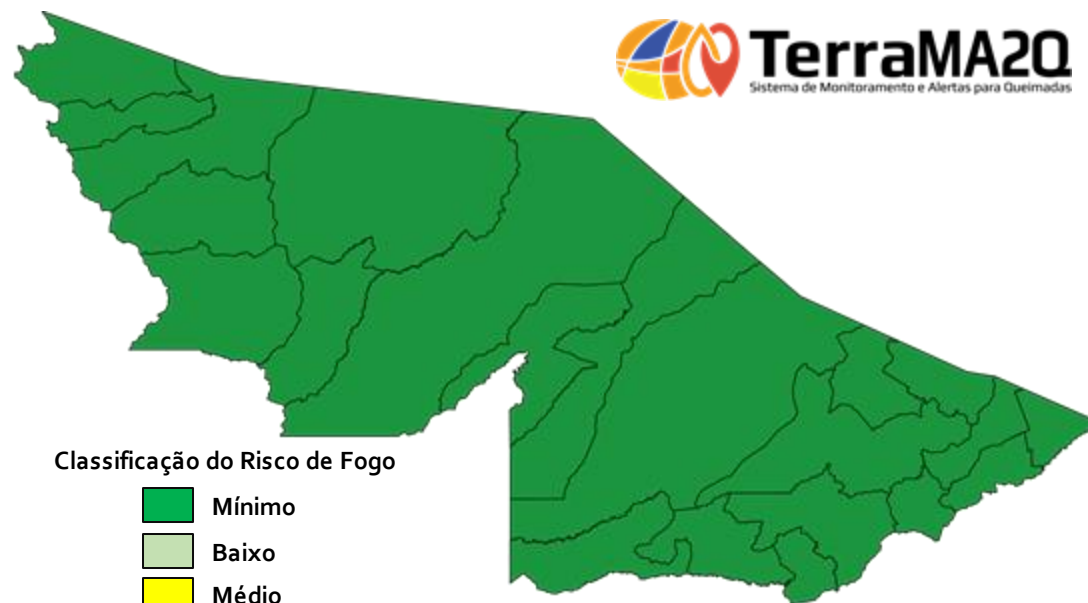 TerraMA2Q
Sistema de Monitoramento e Alertas para Queimadas
Classificação do Risco de Fogo
Mínimo
Baixo
Médio